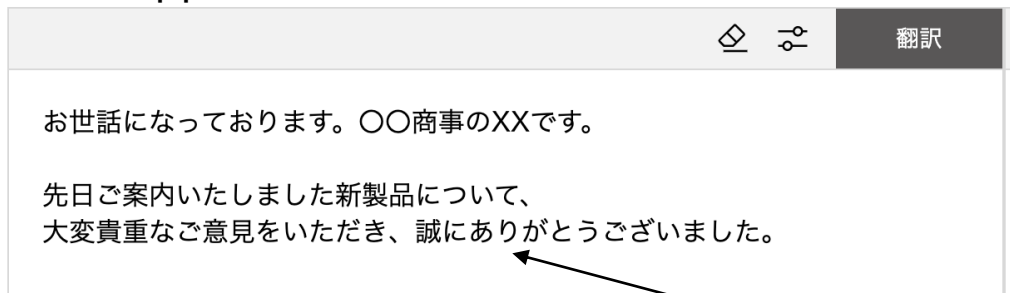 翻訳
お世話になっております。〇〇商事のXXです。
先日ご案内いたしました新製品について、
大変貴重なご意見をいただき、誠にありがとうございました。